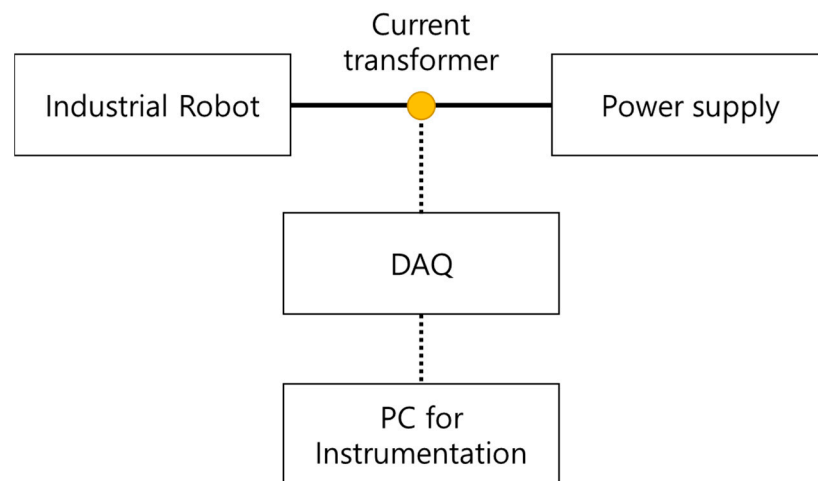 Current
transformer
Industrial Robot
Power supply
DAQ
PC for
Instrumentation